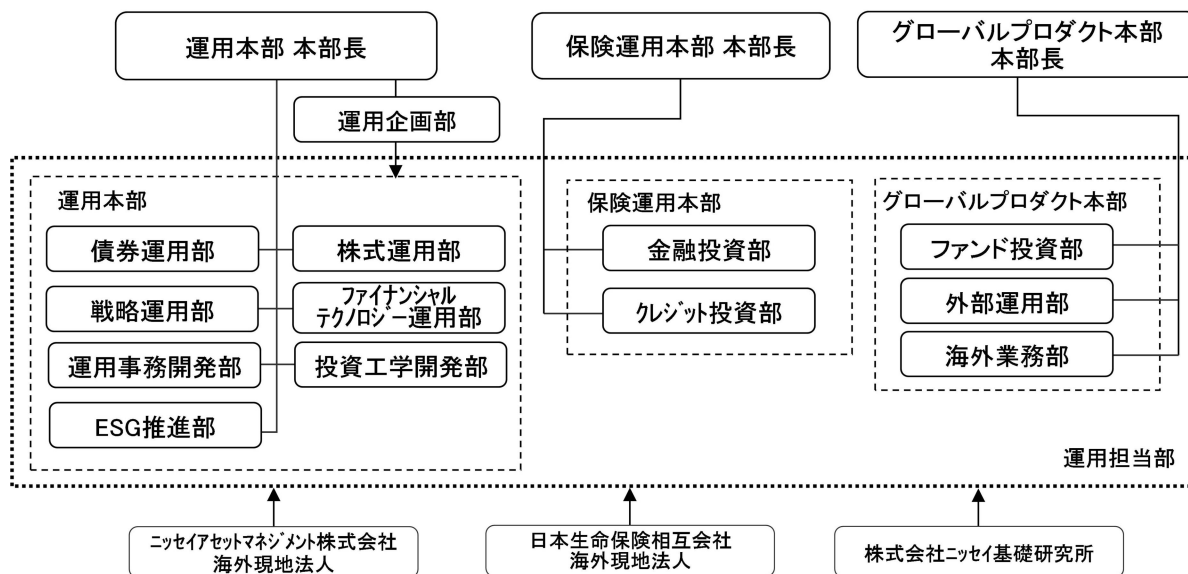 運用本部 本部長
保険運用本部 本部長
グローバルプロダクト本部
本部長
運用企画部
運用本部
債券運用部
株式運用部
戦略運用部
ファイナンシャル
テクノロジー運用部
運用事務開発部
投資工学開発部
ESG推進部
保険運用本部
金融投資部
クレジット投資部
グローバルプロダクト本部
ファンド投資部
外部運用部
海外業務部
運用担当部
ニッセイアセットマネジメント株式会社
海外現地法人
日本生命保険相互会社
海外現地法人
株式会社ニッセイ基礎研究所